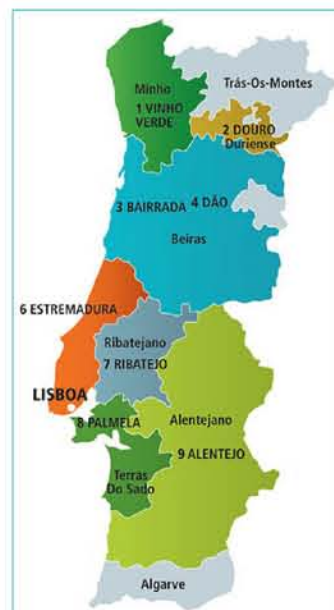 Minho
1 VINHO
VERDE
Trás-Os-Montes
2 DOURO
Duriense
3 BAIRRADA
4 DÃO
Beiras
6 ESTREMADURA
Ribatejano
7 RIBATEJO
LISBOA
8 PALMELA
Alentejano
9 ALENTEJO
Terras
Do Sado
Algarve